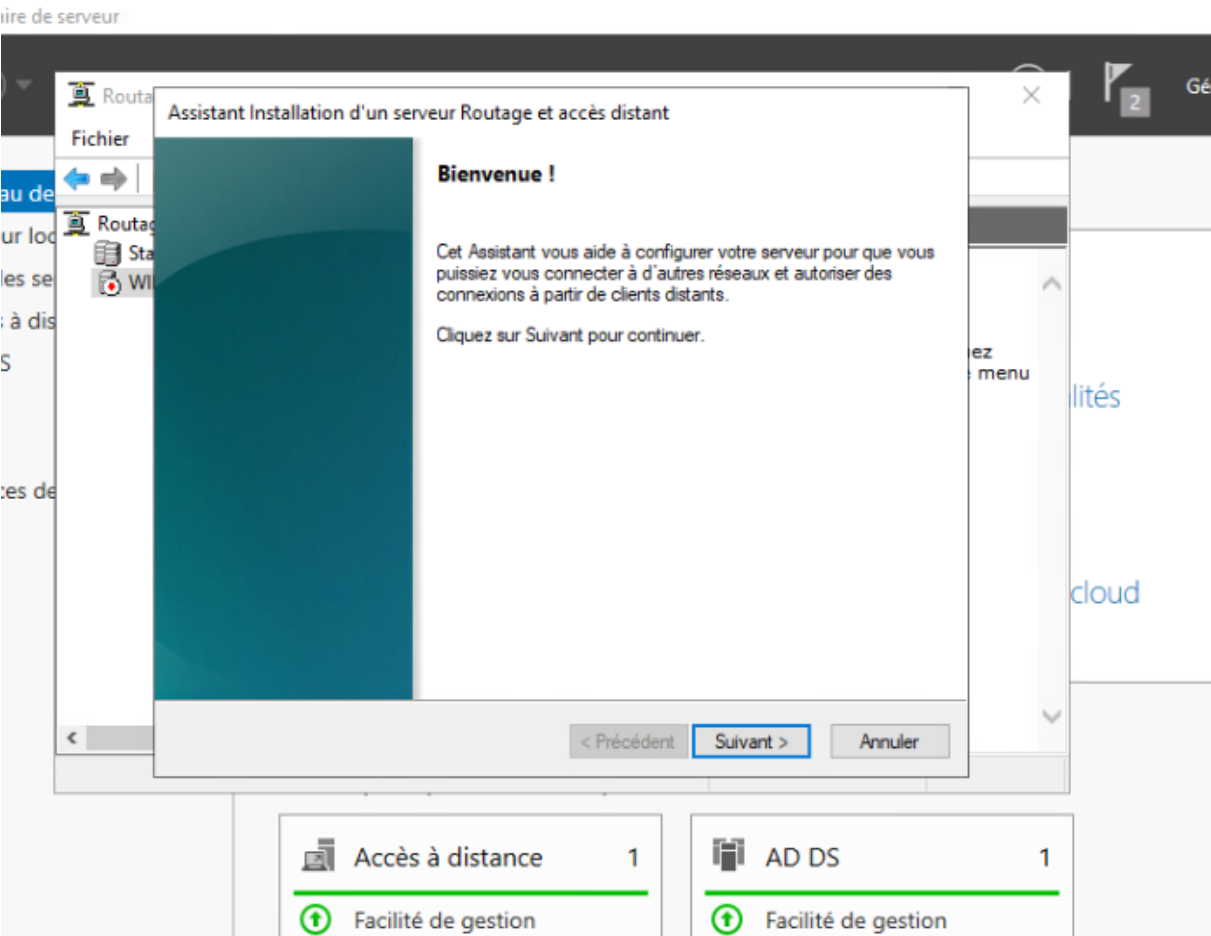 aire de serveur
2
Gé
Routa
Assistant Installation d'un serveur Routage et accès distant
Fichier
Bienvenue !
au de
Routag
ur loc
Sta
les se
WI
Cet Assistant vous aide à configurer votre serveur pour que vous
puissiez vous connecter à d'autres réseaux et autoriser des
connexions à partir de clients distants.
à dis
Cliquez sur Suivant pour continuer.
ez
menu
S
lités
ces de
cloud
< Précédent
Suivant >
Annuler
Accès à distance 1
AD DS 1
Facilité de gestion
Facilité de gestion